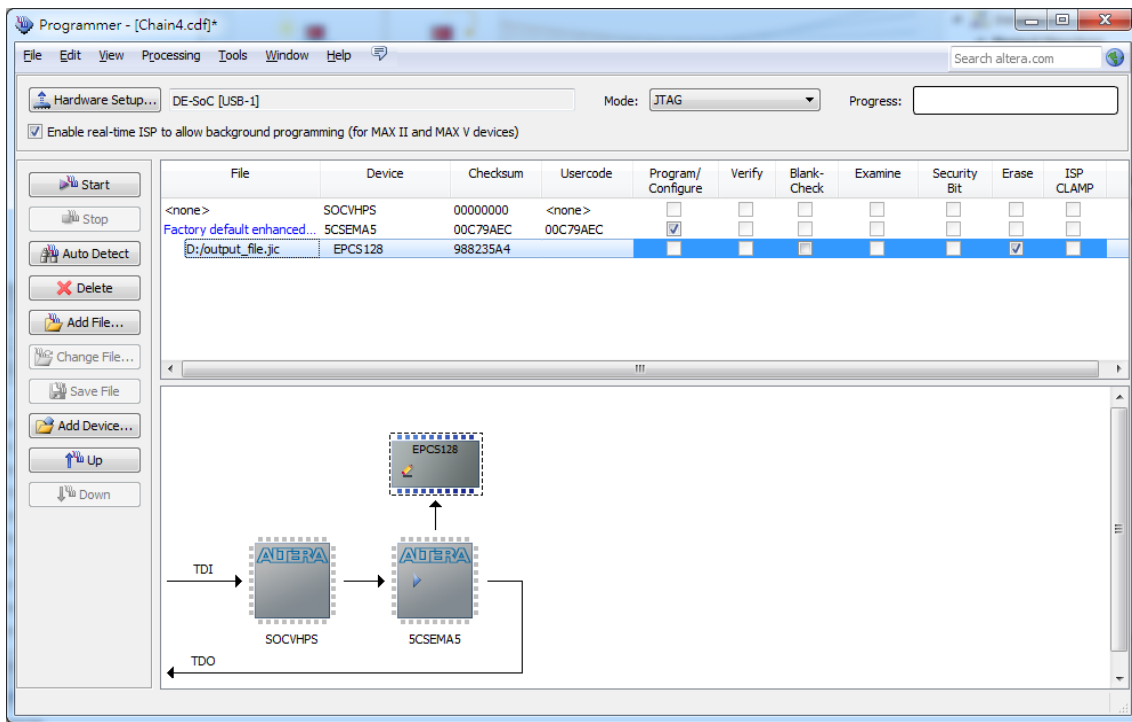 Programmer - [Chain4.cdf]*
File Edit View Processing Tools Window Help
Search altera.com
Hardware Setup... DE-SoC [USB-1] Mode: JTAG Progress:
Enable real-time ISP to allow background programming (for MAX II and MAX V devices)
Start
Stop
Auto Detect
Delete
Add File...
Change File...
Save File
Add Device...
Up
Down
File Device Checksum Usercode Program/ Configure Verify Blank- Check Examine Security Bit Erase ISP CLAMP
<none> SOCVHPS 00000000 <none>
Factory default enhanced... 5CSEMA5 00C79AEC 00C79AEC
D:/output_file.jic EPCS128 988235A4
EPCS128
ALTERA ALTERA
TDI
SOCVHPS 5CSEMA5
TDO